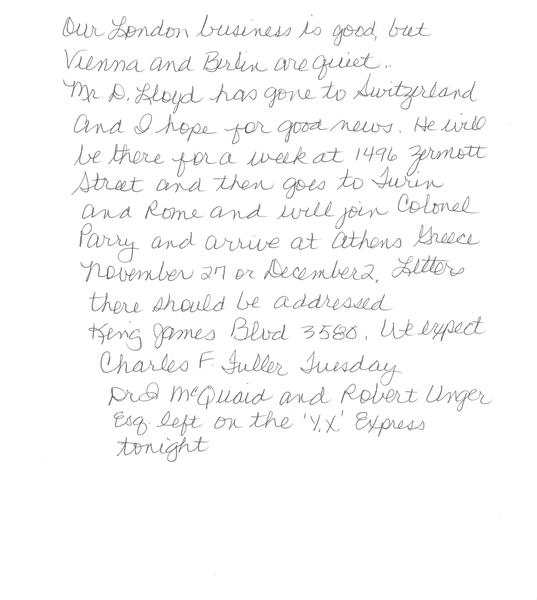 Our London business is good, but
Vienna and Berlin are quiet..
Mr. D. Lloyd has gone to Switzerland
and I hope for good news. He will
be there for a week at 1496 Zermott
Street and then goes to Turin
and Rome and will join Colonel
Parry and arrive at Athens Greece
November 27 or December 2, Letters
there should be addressed
King James Blvd 3580. We expect
Charles F. Fuller Tuesday
Dr J McQuaid and Robert Unger
Esq. left on the 'Y.X.' Express
tonight